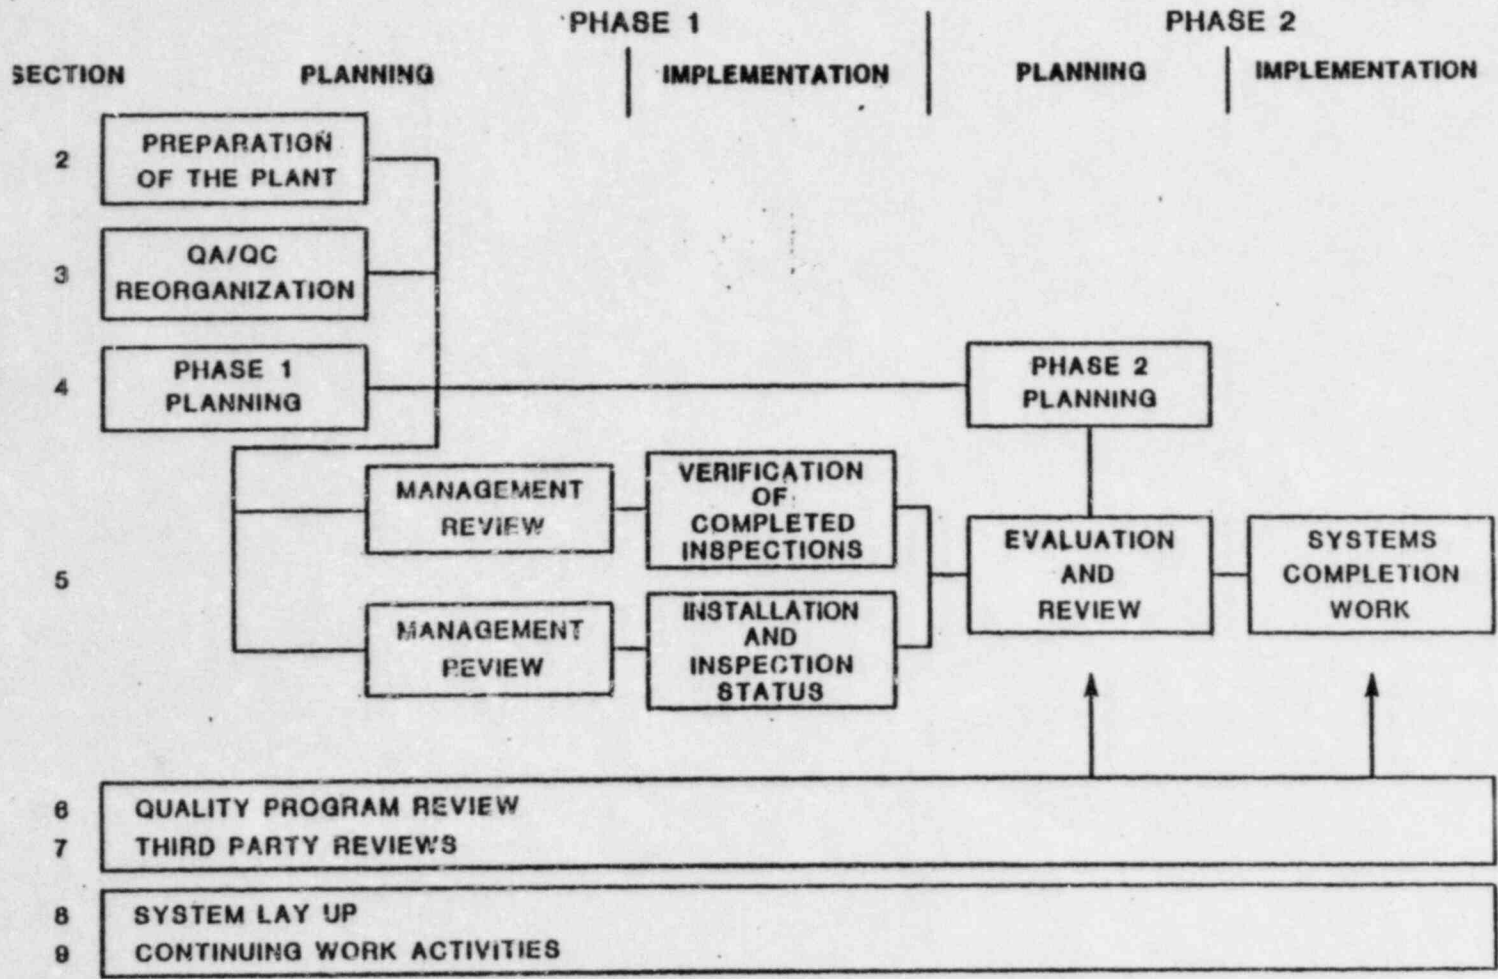 PHASE 1 PHASE 2
SECTION PLANNING IMPLEMENTATION PLANNING IMPLEMENTATION
2 PREPARATION
OF THE PLANT
3 QA/QC
REORGANIZATION
4 PHASE 1
PLANNING
PHASE 2
PLANNING
5
MANAGEMENT
REVIEW
VERIFICATION
OF
COMPLETED
INSPECTIONS
MANAGEMENT
REVIEW
INSTALLATION
AND
INSPECTION
STATUS
EVALUATION
AND
REVIEW
SYSTEMS
COMPLETION
WORK
6 QUALITY PROGRAM REVIEW
7 THIRD PARTY REVIEWS
8 SYSTEM LAY UP
9 CONTINUING WORK ACTIVITIES